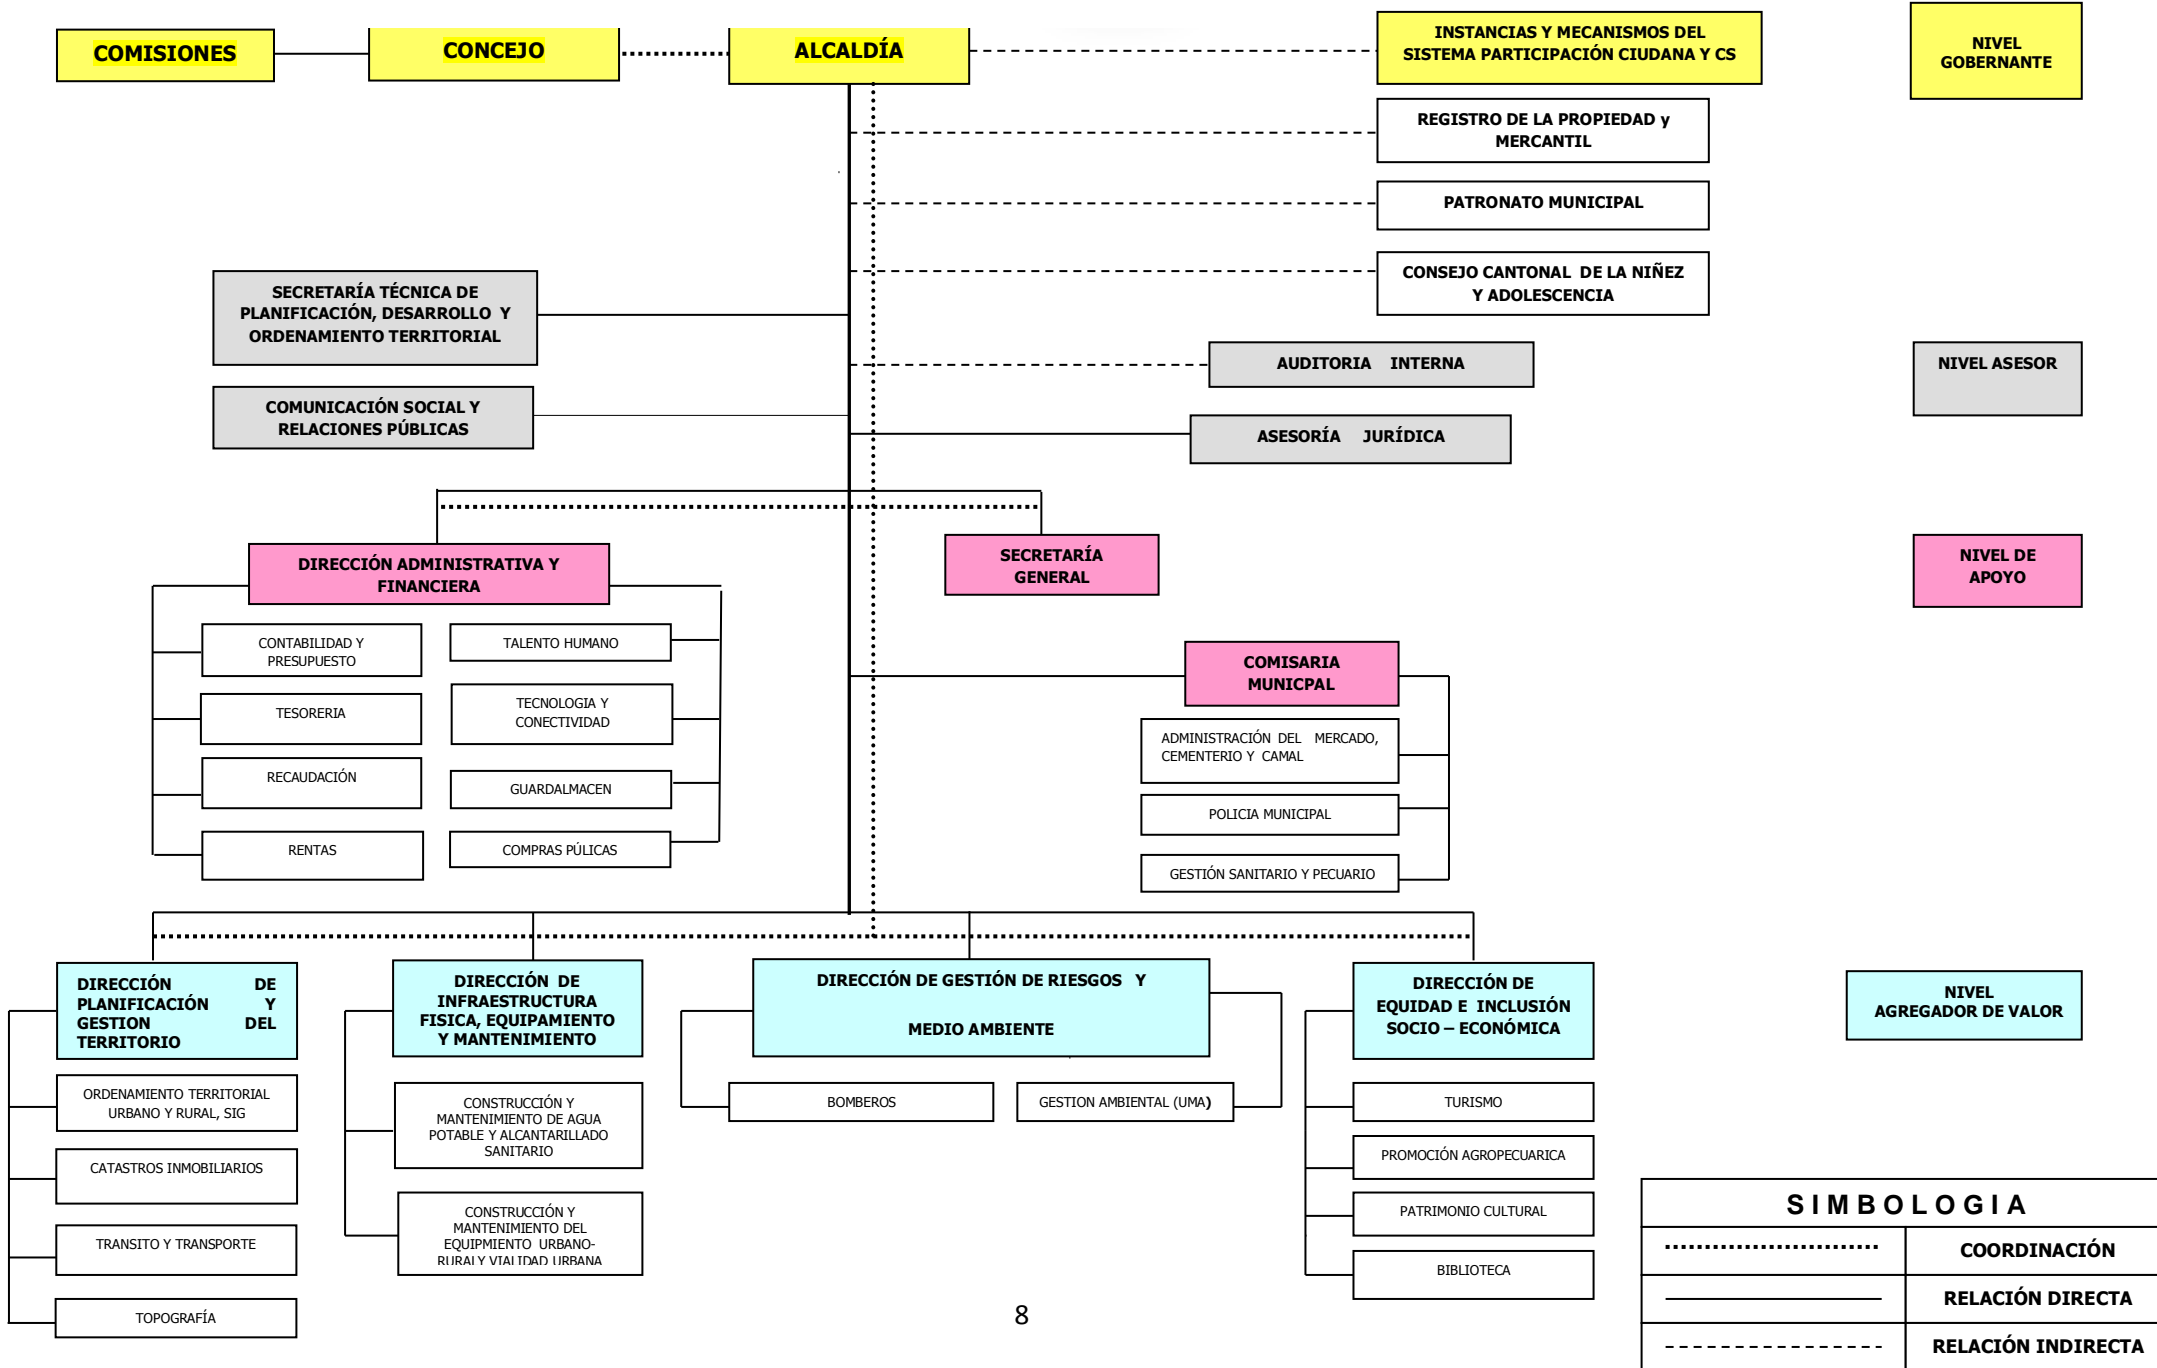 COMISIONES
CONCEJO
ALCALDÍA
INSTANCIAS Y MECANISMOS DEL
SISTEMA PARTICIPACIÓN CIUDANA Y CS
NIVEL
GOBERNANTE
REGISTRO DE LA PROPIEDAD y
MERCANTIL
PATRONATO MUNICIPAL
CONSEJO CANTONAL DE LA NIÑEZ
Y ADOLESCENCIA
SECRETARÍA TÉCNICA DE
PLANIFICACIÓN, DESARROLLO Y
ORDENAMIENTO TERRITORIAL
AUDITORIA INTERNA
NIVEL ASESOR
COMUNICACIÓN SOCIAL Y
RELACIONES PÚBLICAS
ASESORÍA JURÍDICA
DIRECCIÓN ADMINISTRATIVA Y
FINANCIERA
SECRETARÍA
GENERAL
NIVEL DE
APOYO
CONTABILIDAD Y
PRESUPUESTO
TALENTO HUMANO
TESORERIA
TECNOLOGIA Y
CONECTIVIDAD
RECAUDACIÓN
GUARDALMACEN
RENTAS
COMPRAS PÚLICAS
COMISARIA
MUNICPAL
ADMINISTRACIÓN DEL MERCADO,
CEMENTERIO Y CAMAL
POLICIA MUNICIPAL
GESTIÓN SANITARIO Y PECUARIO
DIRECCIÓN DE
PLANIFICACIÓN Y
GESTION DEL
TERRITORIO
DIRECCIÓN DE
INFRAESTRUCTURA
FISICA, EQUIPAMIENTO
Y MANTENIMIENTO
DIRECCIÓN DE GESTIÓN DE RIESGOS Y
MEDIO AMBIENTE
DIRECCIÓN DE
EQUIDAD E INCLUSIÓN
SOCIO – ECONÓMICA
NIVEL
AGREGADOR DE VALOR
ORDENAMIENTO TERRITORIAL
URBANO Y RURAL, SIG
CATASTROS INMOBILIARIOS
TRANSITO Y TRANSPORTE
TOPOGRAFÍA
CONSTRUCCIÓN Y
MANTENIMIENTO DE AGUA
POTABLE Y ALCANTARILLADO
SANITARIO
CONSTRUCCIÓN Y
MANTENIMIENTO DEL
EQUIPMIENTO URBANO-
RURAL Y VIALIDAD URBANA
BOMBEROS
GESTION AMBIENTAL (UMA)
TURISMO
PROMOCIÓN AGROPECUARICA
PATRIMONIO CULTURAL
BIBLIOTECA
SIMBOLOGIA
COORDINACIÓN
RELACIÓN DIRECTA
RELACIÓN INDIRECTA
8